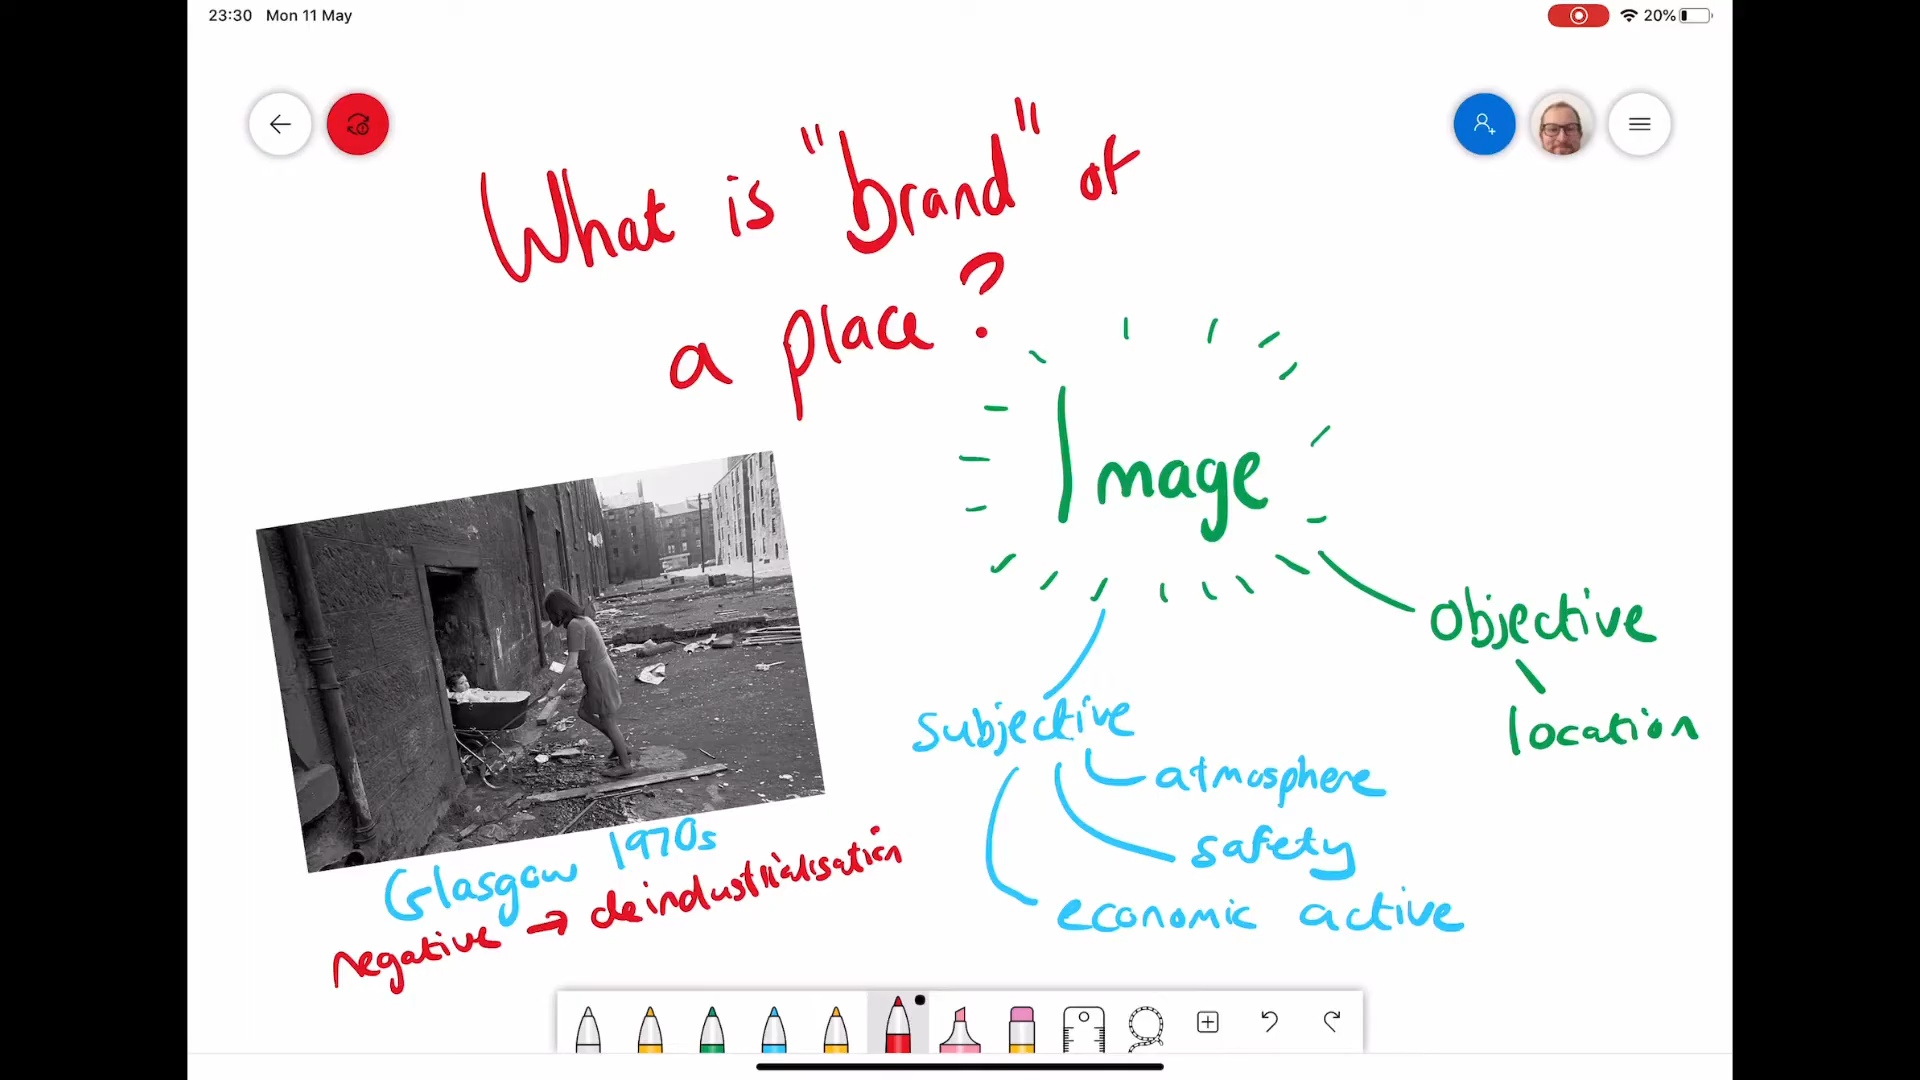 23:30 Mon 11 May
20%
What is "brand" of
a place?
Image
Objective
location
Subjective
atmosphere
safety
economic active
Glasgow 1970s
negative → deindustrialisation